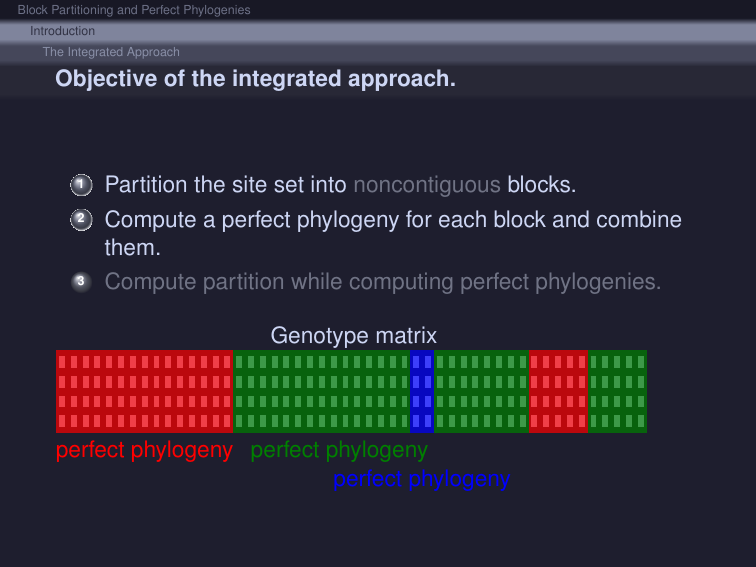 Block Partitioning and Perfect Phylogenies
Introduction
The Integrated Approach
Objective of the integrated approach.
1 Partition the site set into noncontiguous blocks.
2 Compute a perfect phylogeny for each block and combine
them.
3 Compute partition while computing perfect phylogenies.
Genotype matrix
perfect phylogeny perfect phylogeny
perfect phylogeny